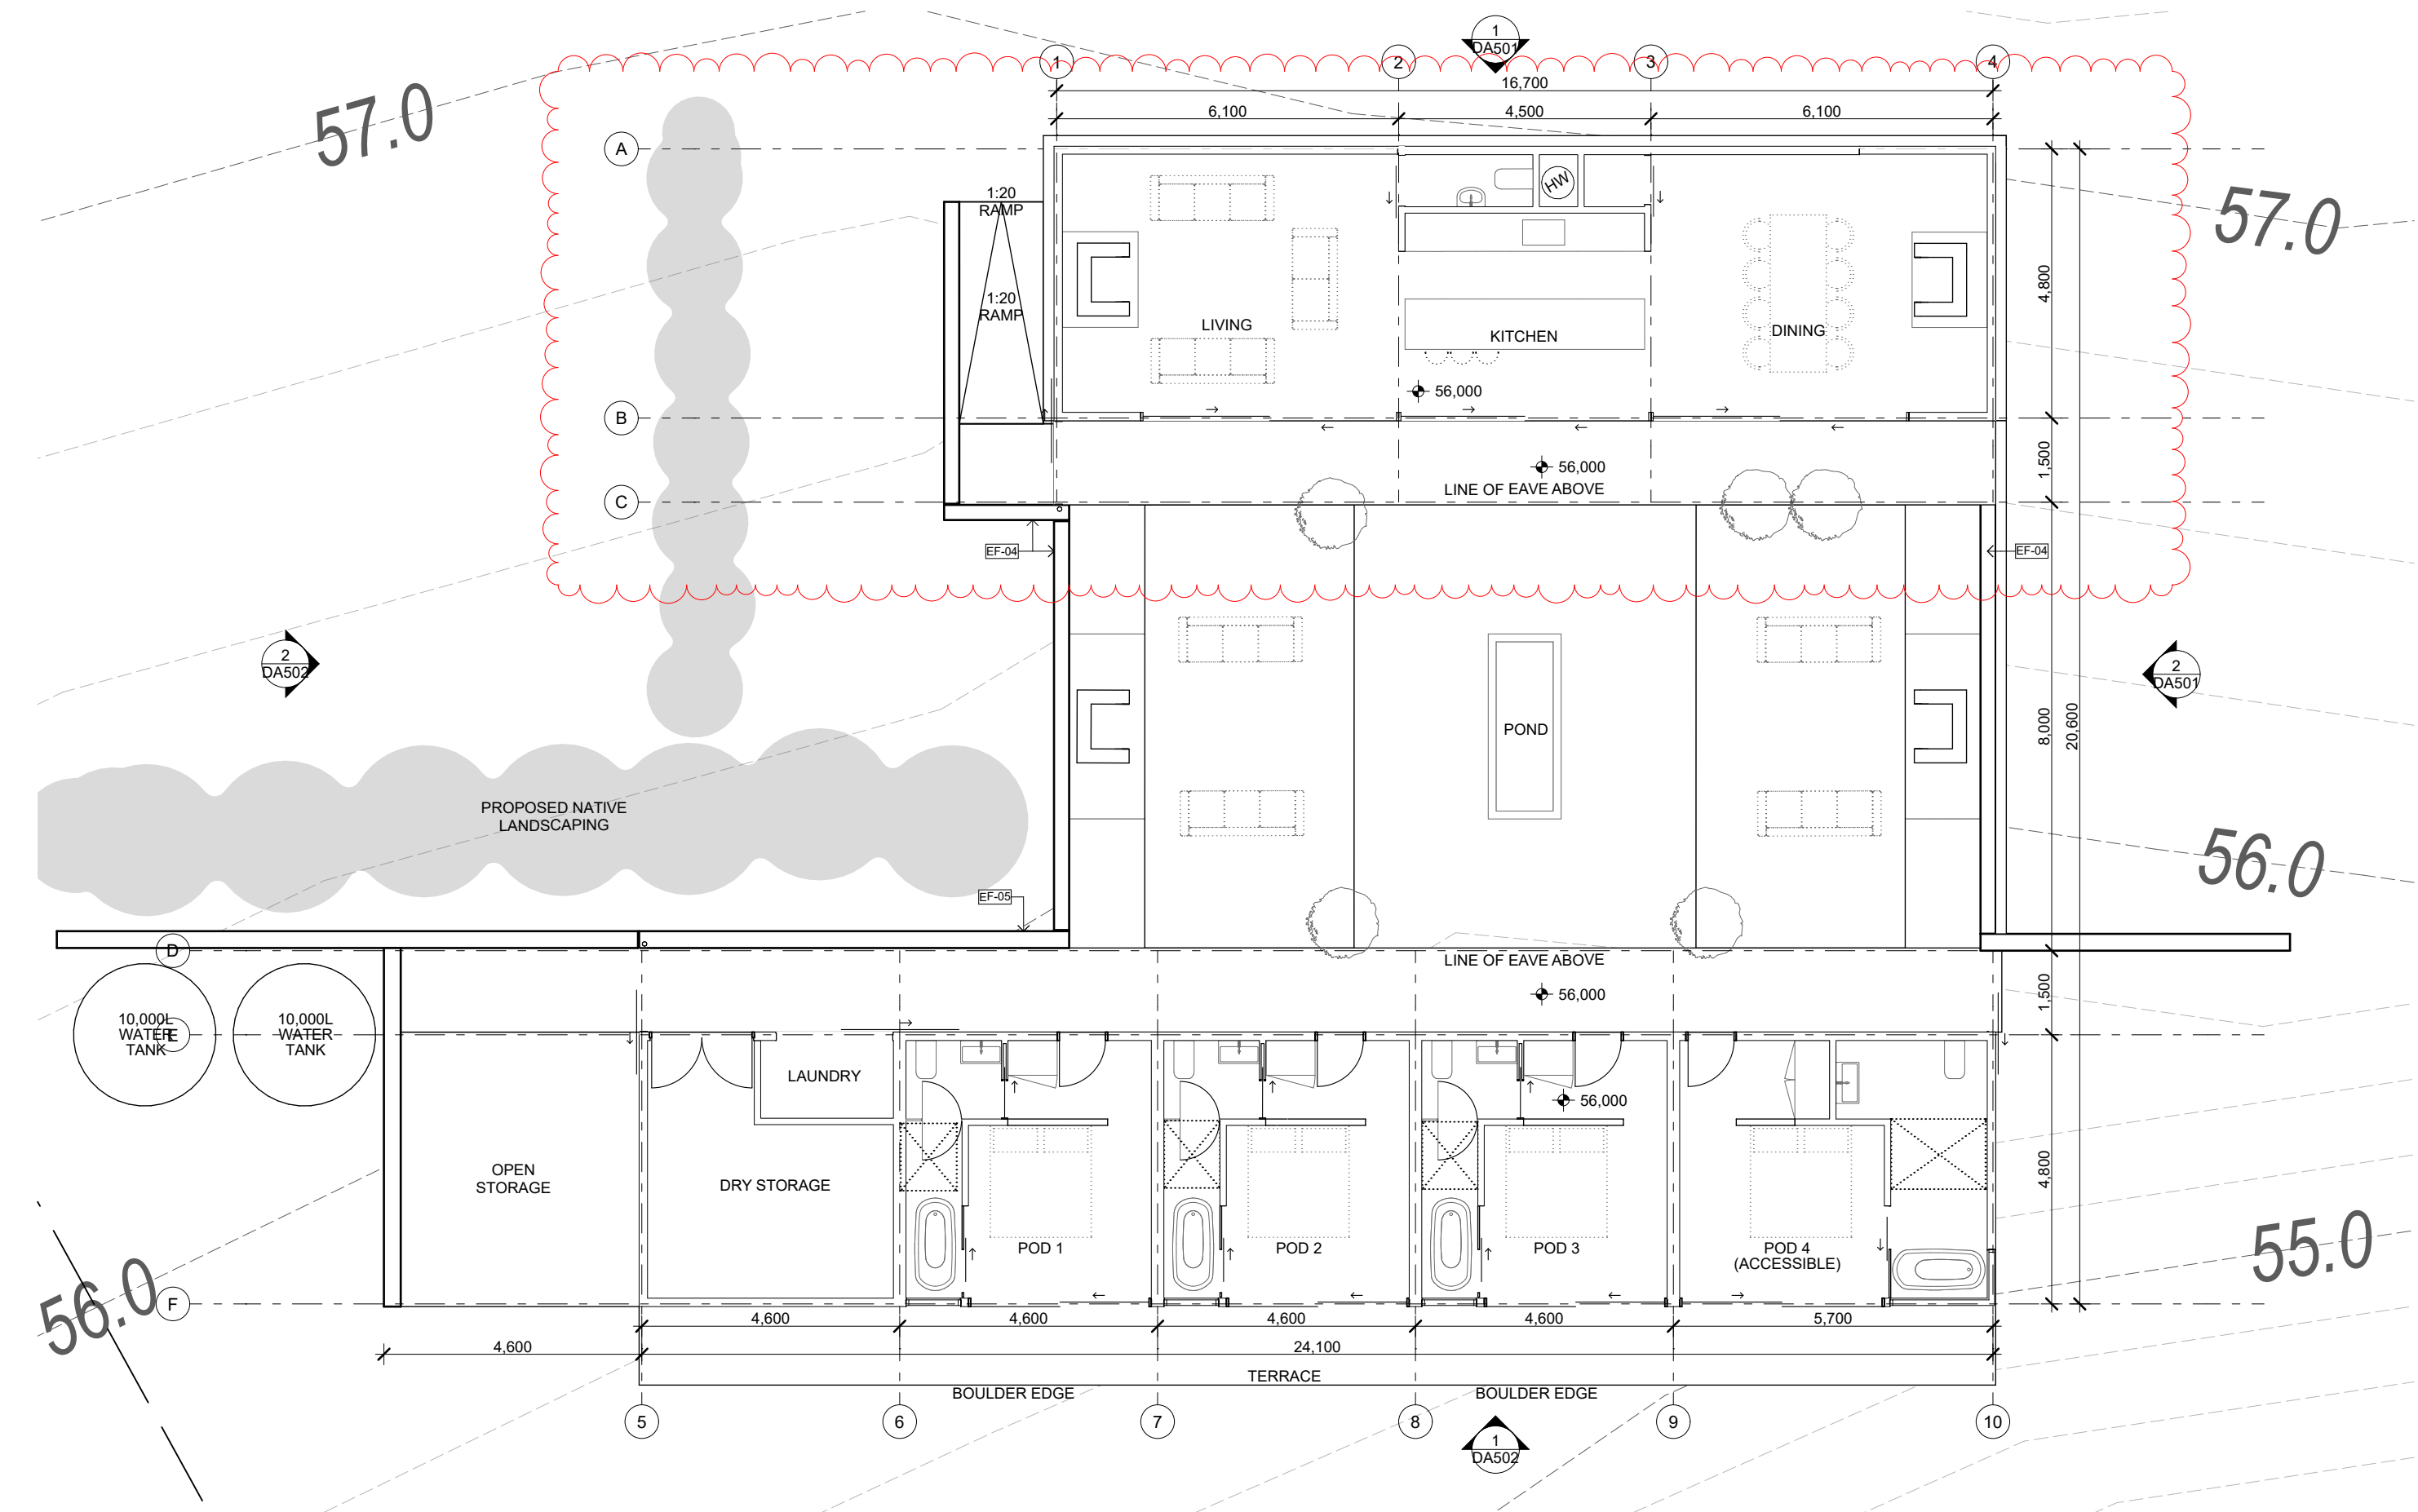 1
DA501
1
2
3
4
16,700
6,100
4,500
6,100
57.0
A
1:20
RAMP
HW
57.0
1:20
RAMP
4,800
LIVING
KITCHEN
DINING
56,000
B
1,500
56,000
LINE OF EAVE ABOVE
C
EF-04
EF-04
2
DA502
2
DA501
POND
8,000
20,600
PROPOSED NATIVE
LANDSCAPING
56.0
EF-05
D
LINE OF EAVE ABOVE
56,000
1,500
10,000L
WATER
TANK
E
10,000L
WATER
TANK
LAUNDRY
56,000
OPEN
STORAGE
DRY STORAGE
4,800
POD 1
POD 2
POD 3
POD 4
(ACCESSIBLE)
55.0
56.0
F
4,600
4,600
4,600
4,600
5,700
4,600
24,100
TERRACE
BOULDER EDGE
BOULDER EDGE
5
6
7
8
9
10
1
DA502